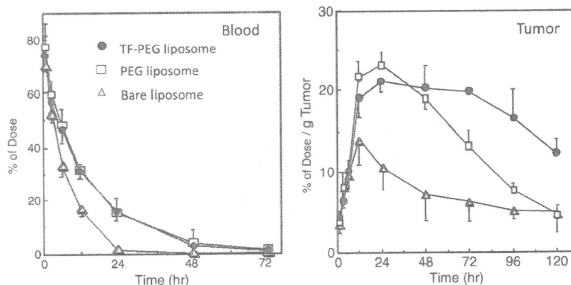 Blood
TF-PEG liposome
PEG liposome
Bare liposome
% of Dose
80
60
40
20
0
0 24 48 72
Time (hr)
Tumor
% of Dose / g Tumor
30
20
10
0
0 24 48 72 96 120
Time (hr)